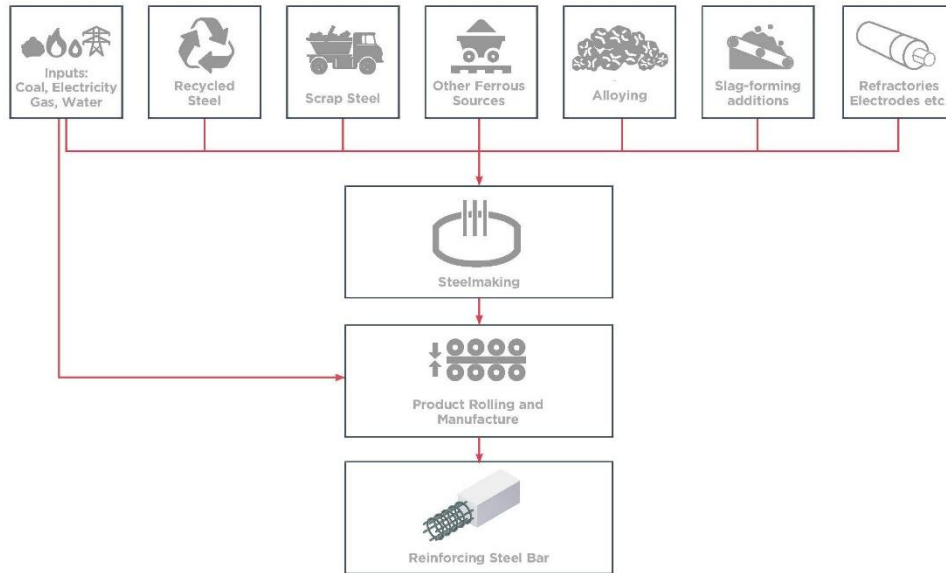 Inputs:
Coal, Electricity
Gas, Water
Recycled
Steel
Scrap Steel
Other Ferrous
Sources
Alloying
Slag-forming
additions
Refractories
Electrodes etc.
Steelmaking
Product Rolling and
Manufacture
Reinforcing Steel Bar